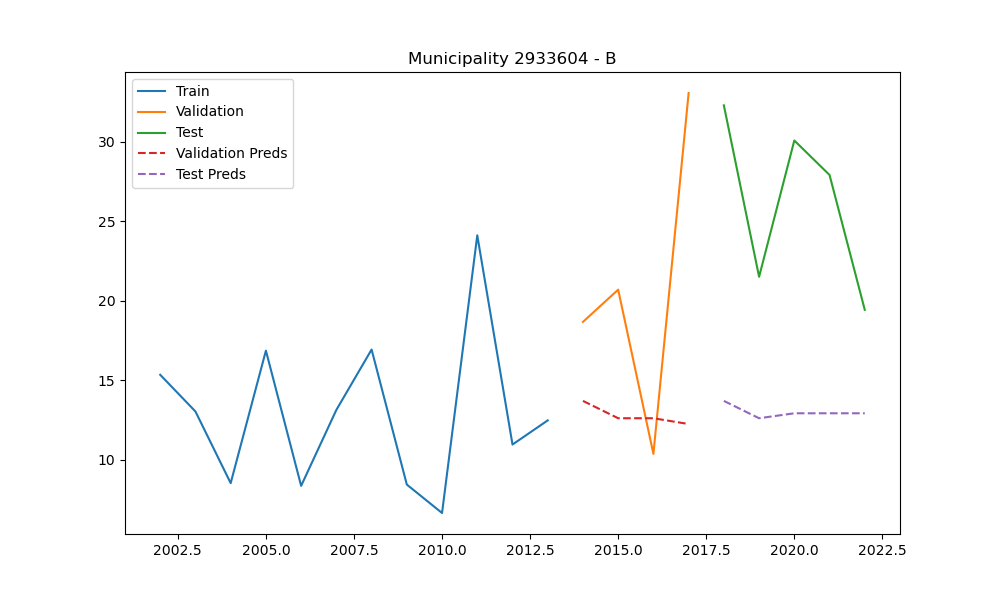 Municipality 2933604 - B
Train
Validation
Test
Validation Preds
Test Preds
30
25
20
15
10
2002.5 2005.0 2007.5 2010.0 2012.5 2015.0 2017.5 2020.0 2022.5